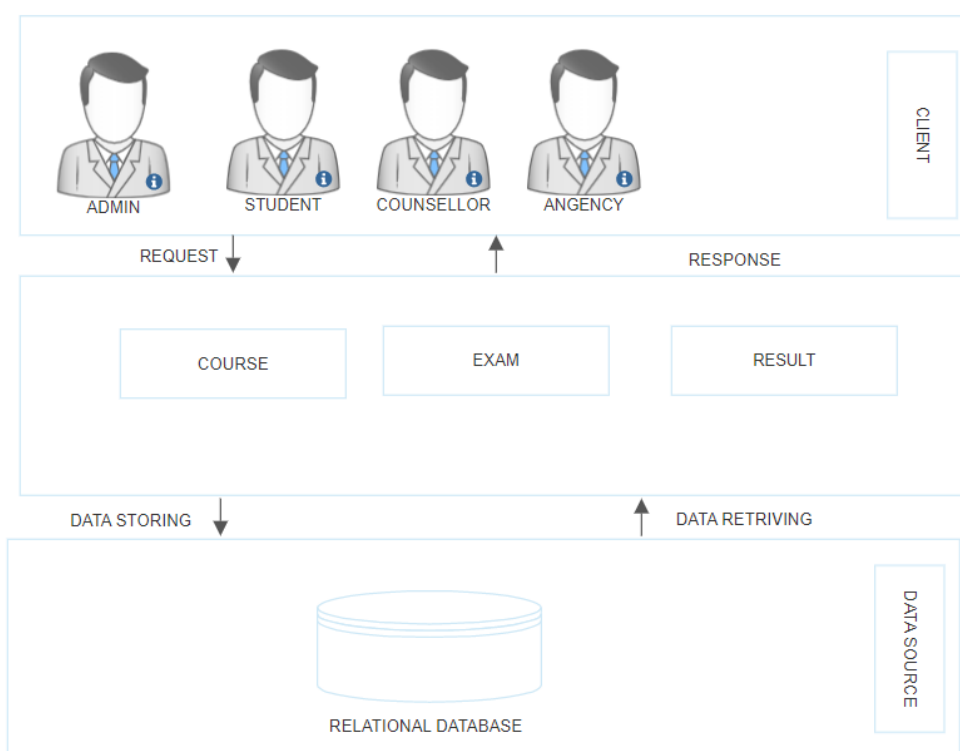 ADMIN
STUDENT
COUNSELLOR
ANGENCY
CLIENT
REQUEST
RESPONSE
COURSE
EXAM
RESULT
DATA STORING
DATA RETRIVING
RELATIONAL DATABASE
DATA SOURCE